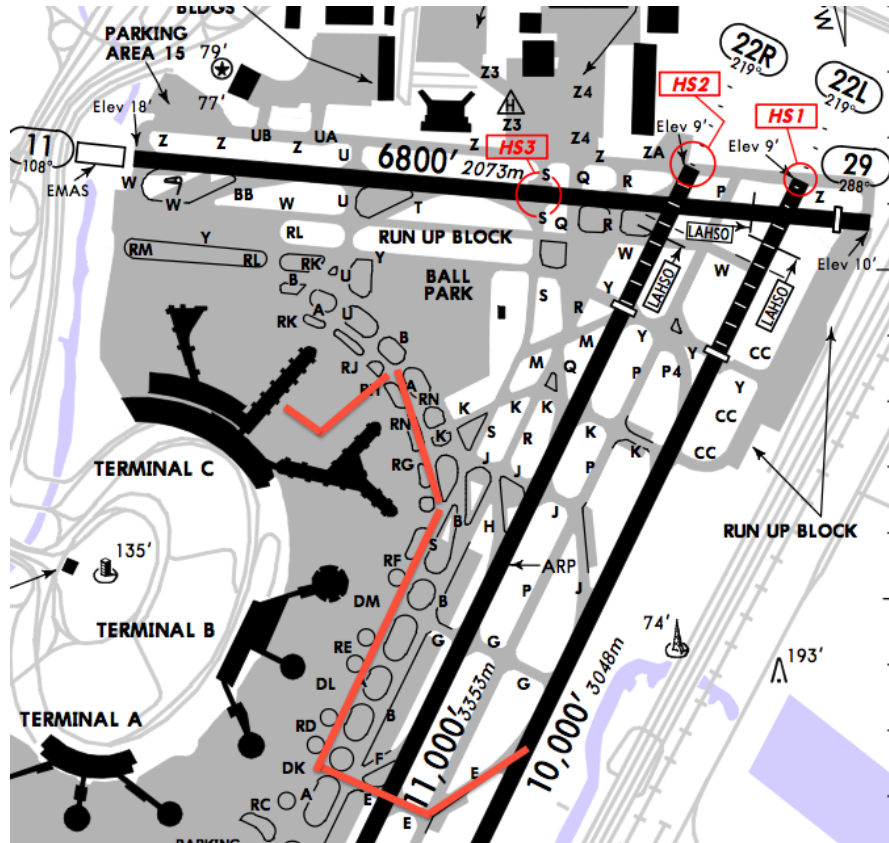 BLDGS
PARKING
AREA 15
79'
77'
Elev 18'
11
108°
EMAS
Z
Z
UB
Z
UA
U
6800' 2073m
Z
Z3
H
Z3
HS3
Z4
Z4
Z
ZA
HS2
22R
219°
22L
219°
HS1
Elev 9'
Elev 9'
29
288°
Z
W
W
W
BB
W
U
T
S
Q
R
S
Q
R
P
LAHSO
Elev 10'
RM
Y
RL
RL
RUN UP BLOCK
RK
Y
B
U
BALL
PARK
W
W
LAHSO
LAHSO
Y
S
R
A
U
RK
B
RJ
M
M
Q
Y
P
P4
Y
CC
Y
CC
CC
A
RN
RN
K
K
K
K
S
R
K
K
P
J
J
J
RG
TERMINAL C
RUN UP BLOCK
B
H
S
ARP
135'
RF
DM
B
P
J
TERMINAL B
RE
G
G
G
74'
193'
DL
B
TERMINAL A
RD
DK
F
11,000' 3353m
10,000' 3048m
E
E
E
A
RC
PARKING